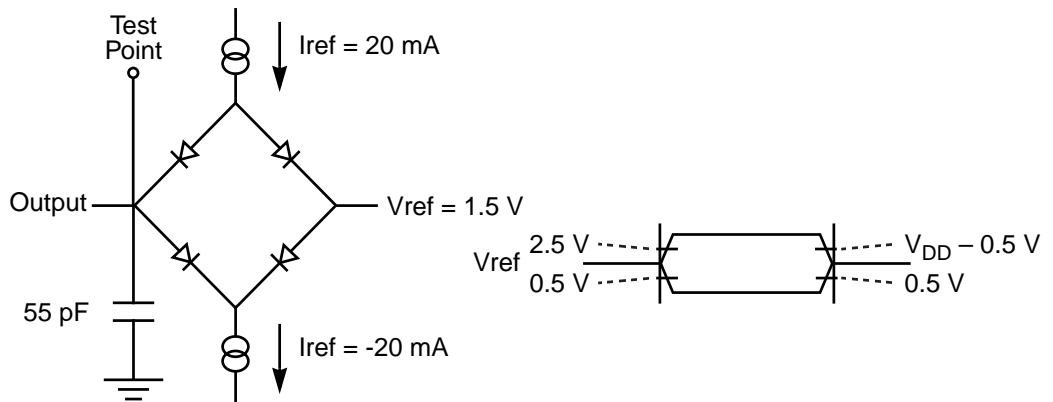 Test
Point
Iref = 20 mA
Output
Vref = 1.5 V
55 pF
Iref = -20 mA
Vref
2.5 V
0.5 V
VDD – 0.5 V
0.5 V